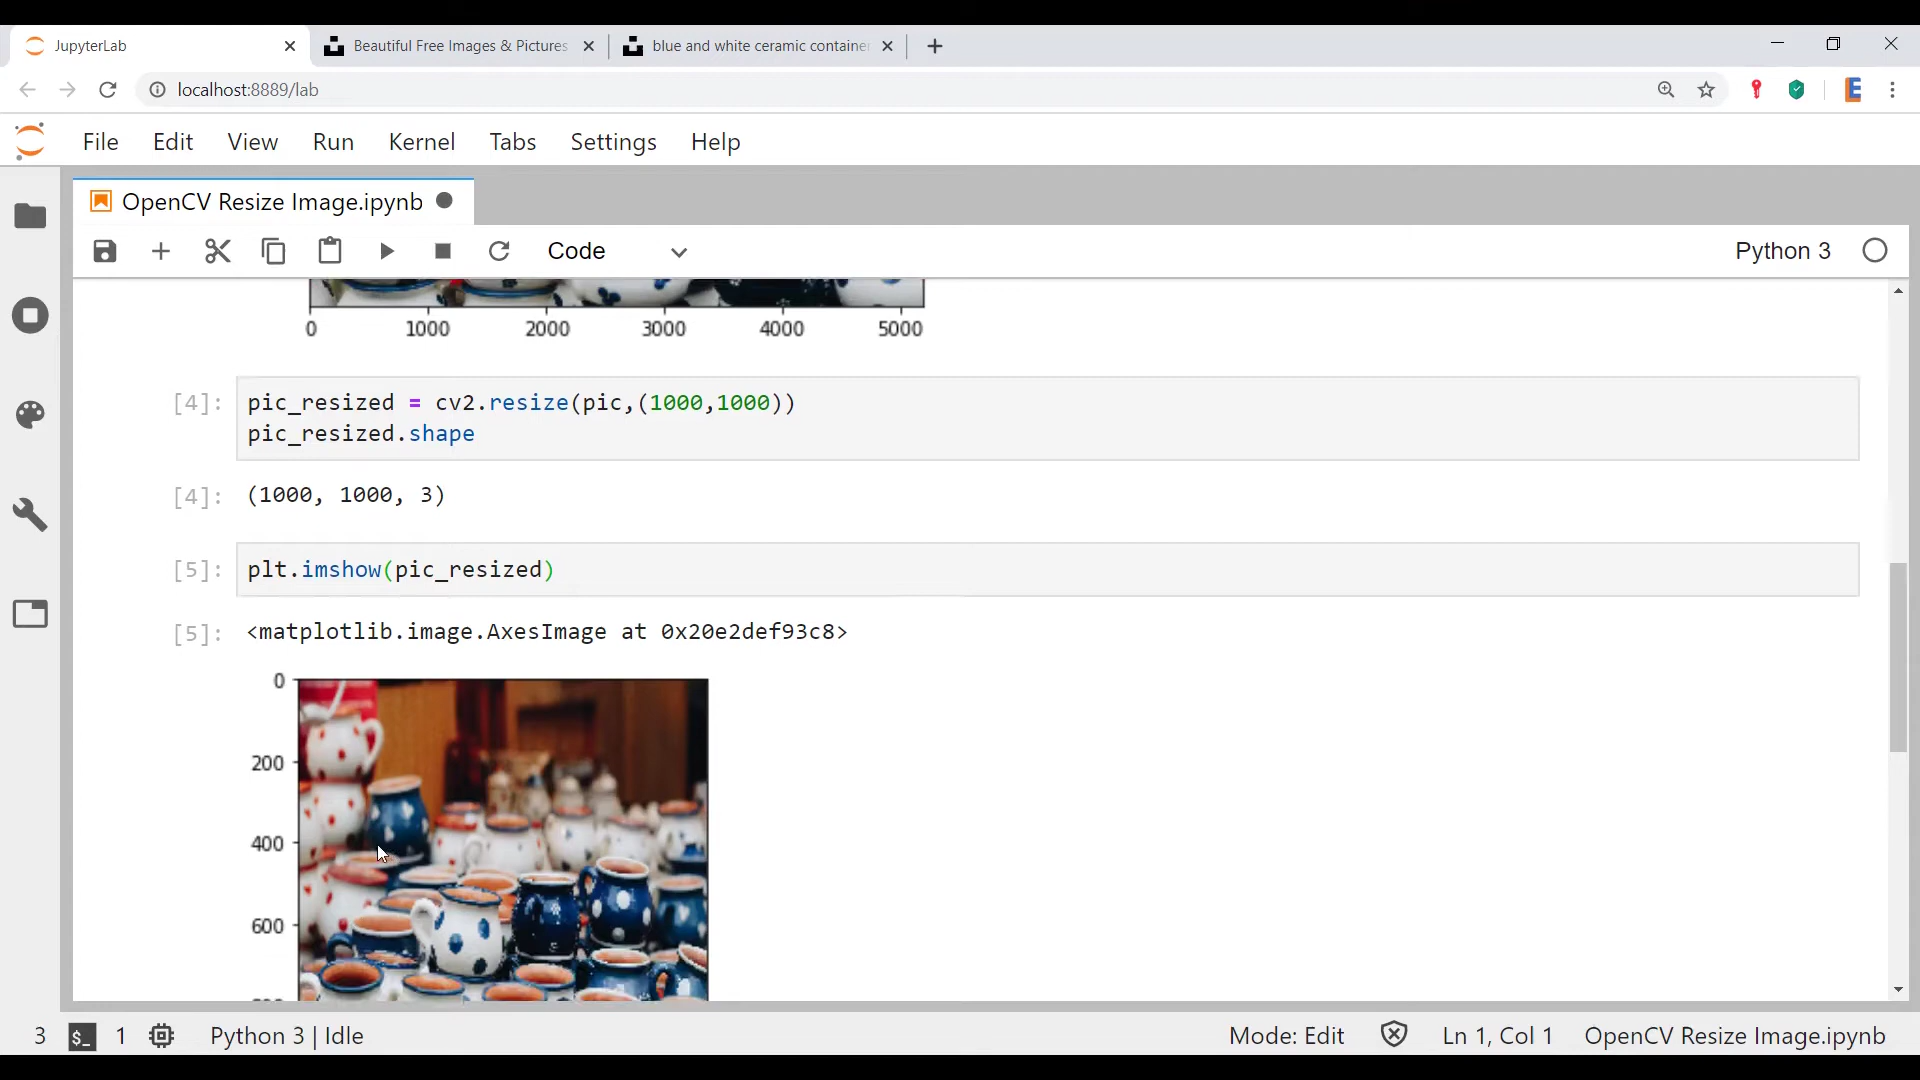 JupyterLab
Beautiful Free Images & Pictures
blue and white ceramic container
localhost:8889/lab
File Edit View Run Kernel Tabs Settings Help
OpenCV Resize Image.ipynb
Code
Python 3
0 1000 2000 3000 4000 5000
[4]: pic_resized = cv2.resize(pic,(1000,1000))
pic_resized.shape
[4]: (1000, 1000, 3)
[5]: plt.imshow(pic_resized)
[5]: <matplotlib.image.AxesImage at 0x20e2def93c8>
0
200
400
600
3 $_ 1 Python 3 | Idle Mode: Edit Ln 1, Col 1 OpenCV Resize Image.ipynb